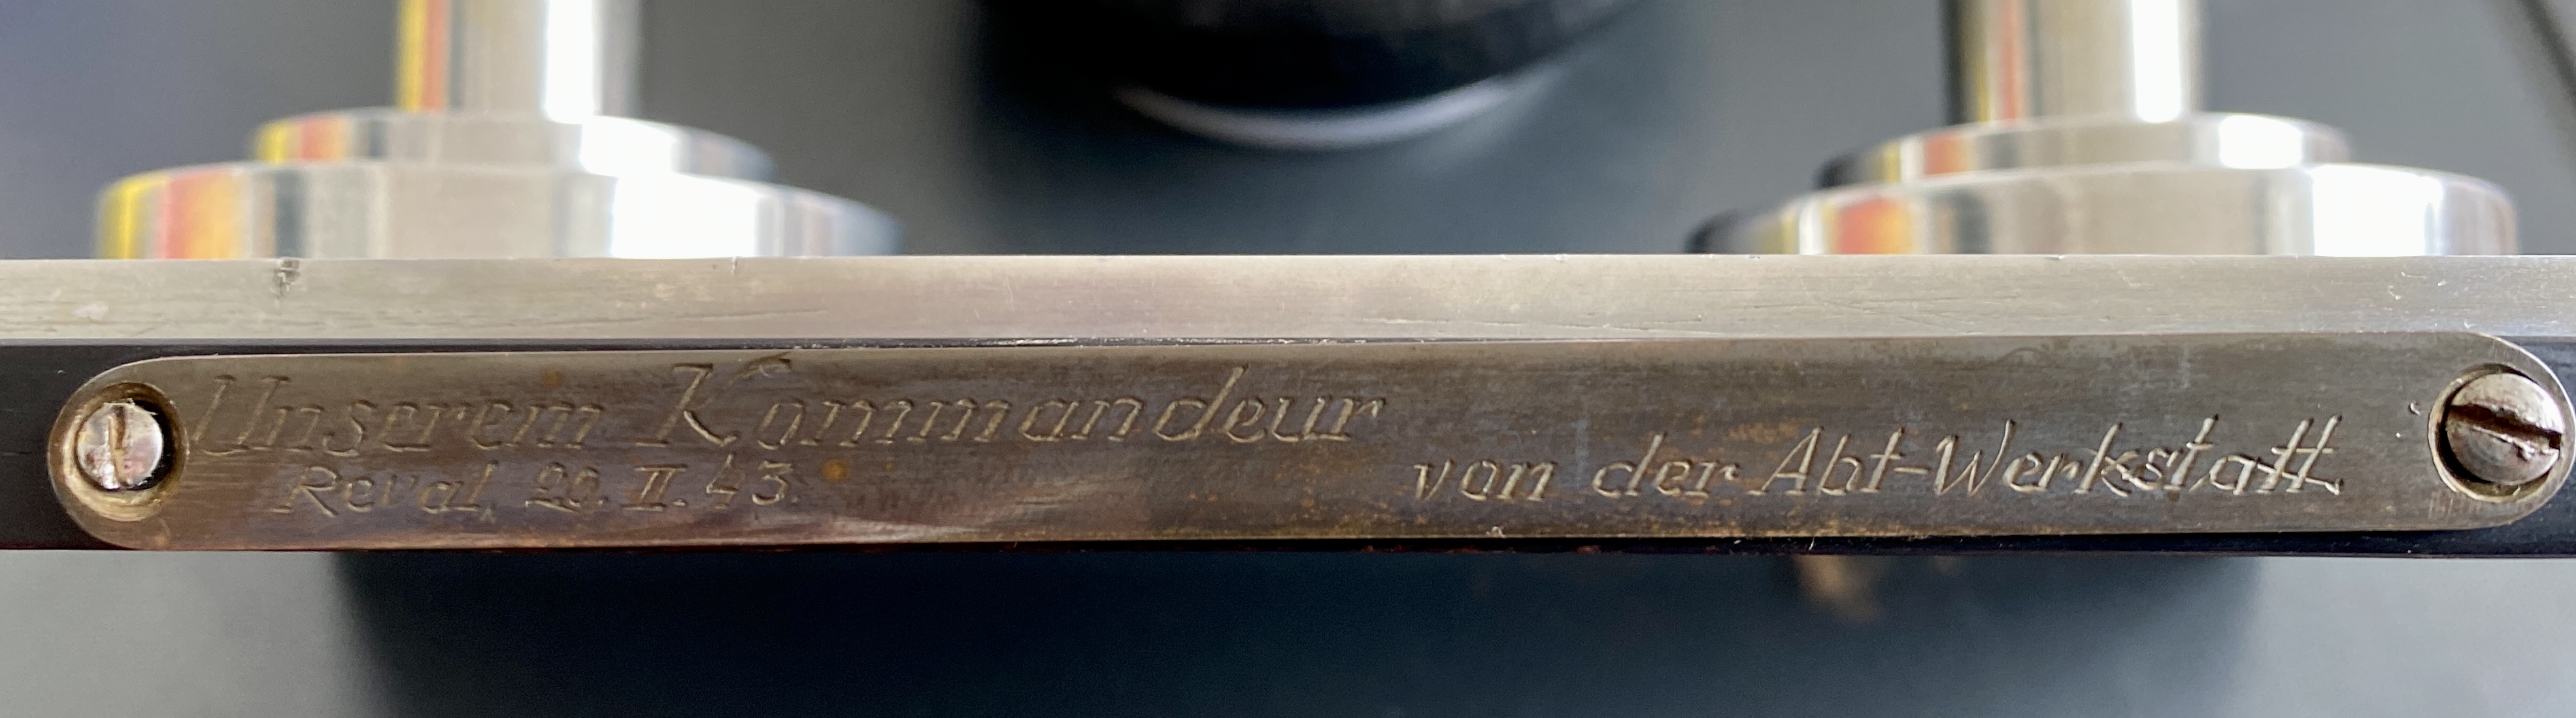 Unserem Kommandeur
von der Abt-Werkstatt.
Reval, 20. II. 43.